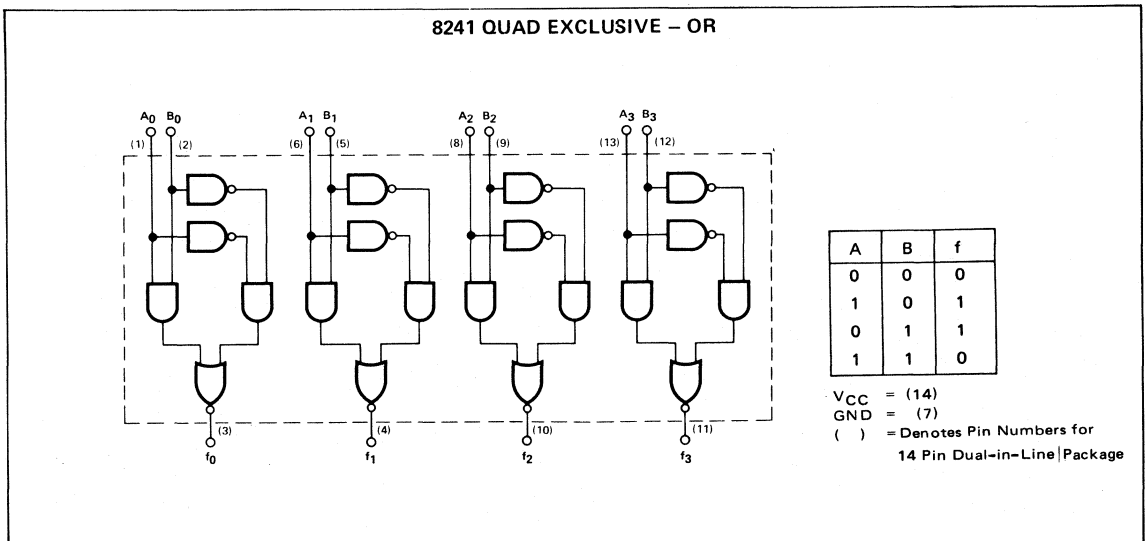 8241 QUAD EXCLUSIVE – OR
A0 B0 A1 B1 A2 B2 A3 B3
(1) (2) (6) (5) (8) (9) (13) (12)
(3) (4) (10) (11)
f0 f1 f2 f3
A B f
0 0 0
1 0 1
0 1 1
1 1 0
VCC = (14)
GND = (7)
( ) = Denotes Pin Numbers for
14 Pin Dual-in-Line Package